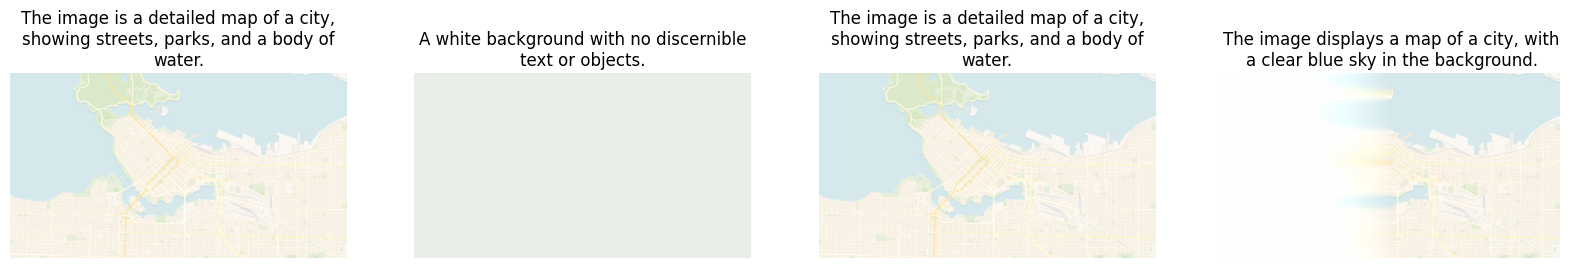 The image is a detailed map of a city,
showing streets, parks, and a body of
water.
A white background with no discernible
text or objects.
The image is a detailed map of a city,
showing streets, parks, and a body of
water.
The image displays a map of a city, with
a clear blue sky in the background.